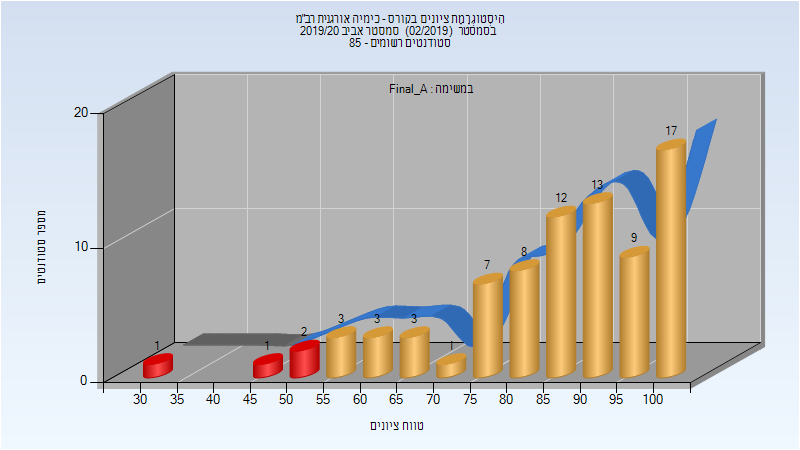 היסטוגרמת ציונים בקורס - כימיה אורגנית רב"מ
בסמסטר (02/2019) סמסטר אביב 2019/20
סטודנטים רשומים - 85
במשימה : Final_A
מספר סטודנטים
20
10
0
1
1
2
3
3
3
1
7
8
12
13
9
17
30 35 40 45 50 55 60 65 70 75 80 85 90 95 100
טווח ציונים